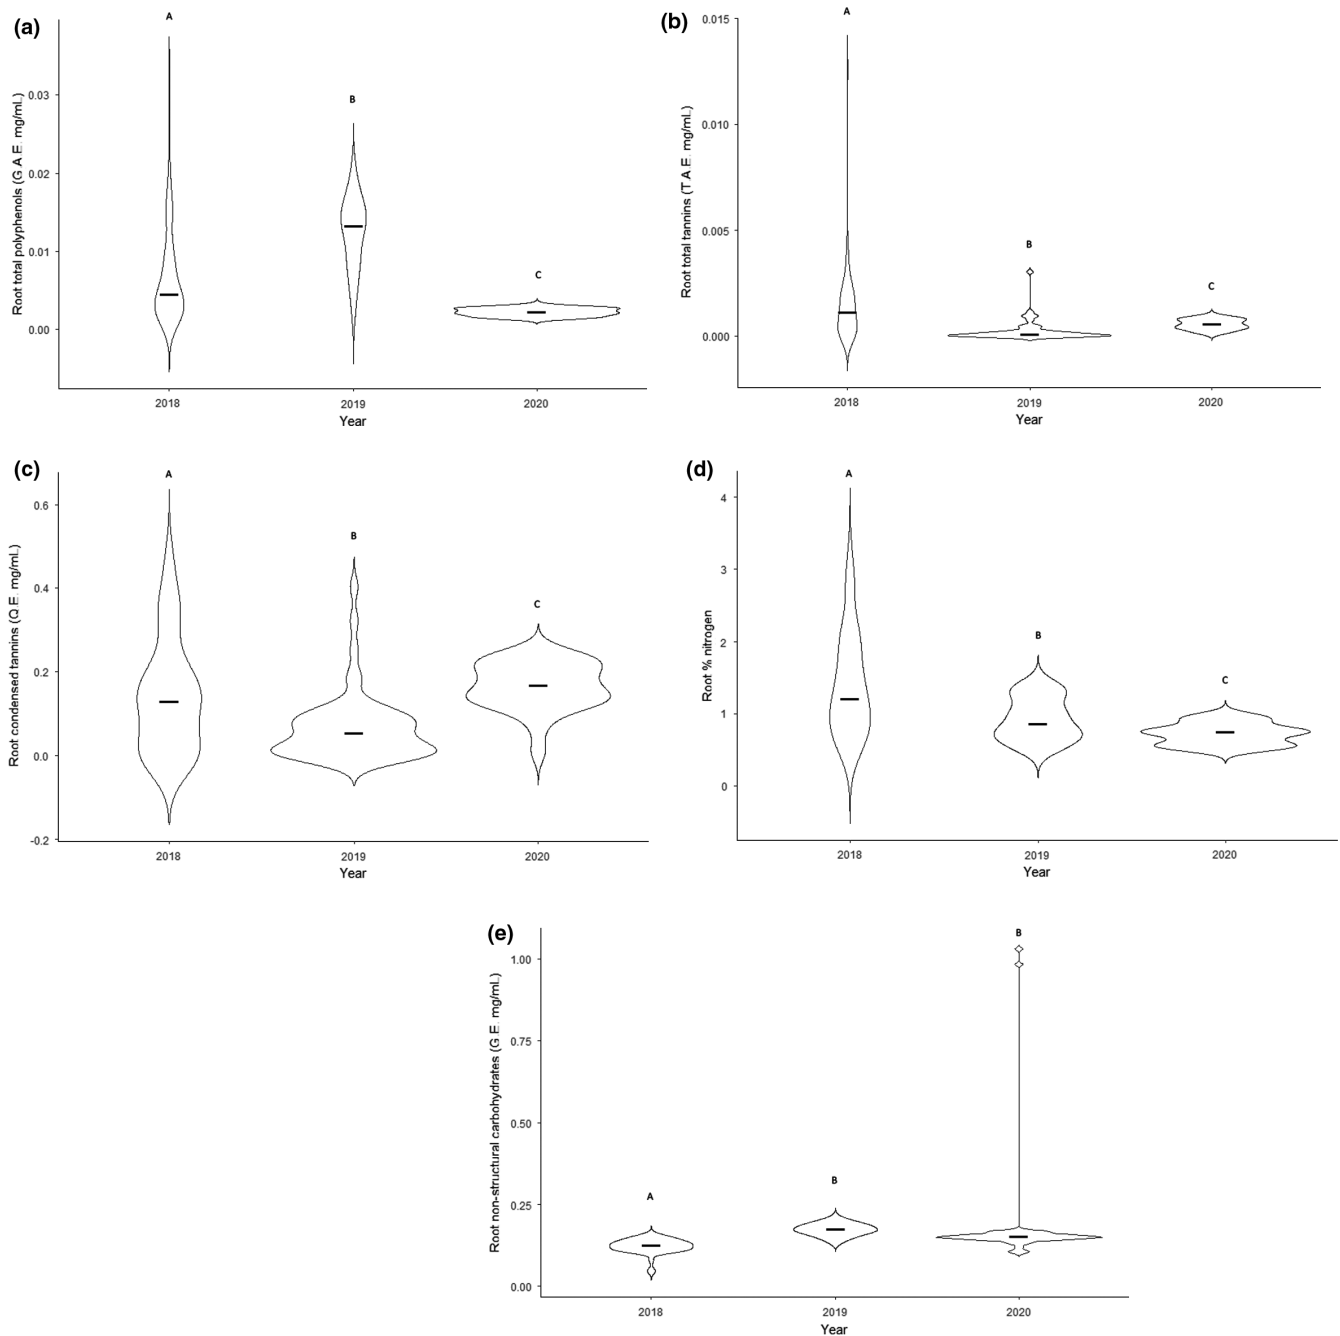 (a)
A
B
C
0.03
0.02
0.01
0.00
Root total polyphenols (G.A.E. mg/mL)
2018
2019
2020
Year
(b)
A
B
C
0.015
0.010
0.005
0.000
Root total tannins (T.A.E. mg/mL)
2018
2019
2020
Year
(c)
A
B
C
0.6
0.4
0.2
0.0
-0.2
Root condensed tannins (Q.E. mg/mL)
2018
2019
2020
Year
(d)
A
B
C
4
3
2
1
0
Root % nitrogen
2018
2019
2020
Year
(e)
A
B
B
1.00
0.75
0.50
0.25
0.00
Root non-structural carbohydrates (G.E. mg/mL)
2018
2019
2020
Year